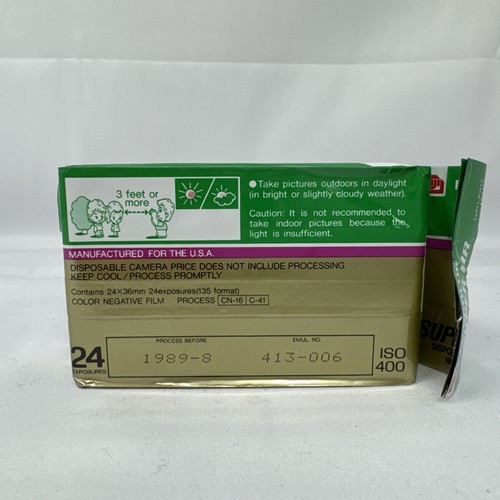 3 feet or
more
● Take pictures outdoors in daylight
(in bright or slightly cloudy weather).
Caution: It is not recommended to
take indoor pictures because the
light is insufficient.
MANUFACTURED FOR THE U.S.A.
DISPOSABLE CAMERA PRICE DOES NOT INCLUDE PROCESSING
KEEP COOL/PROCESS PROMPTLY
Contains 24×36mm 24exposures(135 format)
COLOR NEGATIVE FILM PROCESS CN-16 C-41
24
EXPOSURES
PROCESS BEFORE
1989-8
EMUL. NO.
413-006
ISO
400